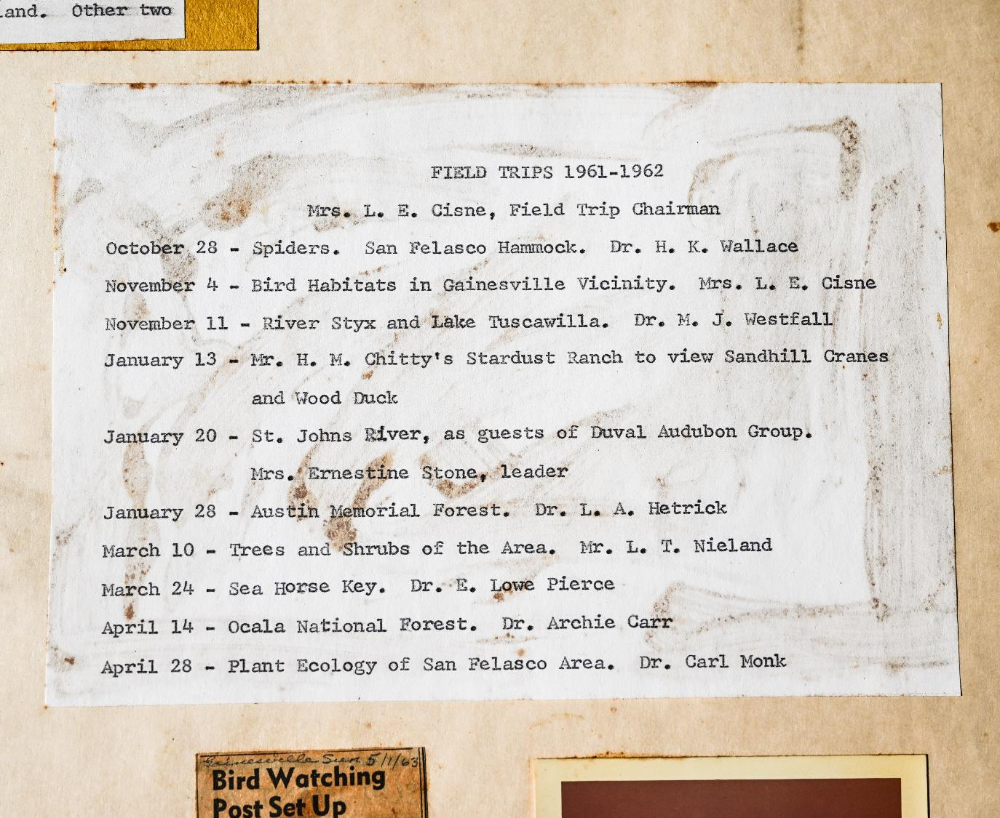 land. Other two
FIELD TRIPS 1961-1962
Mrs. L. E. Cisne, Field Trip Chairman
October 28 - Spiders. San Felasco Hammock. Dr. H. K. Wallace
November 4 - Bird Habitats in Gainesville Vicinity. Mrs. L. E. Cisne
November 11 - River Styx and Lake Tuscawilla. Dr. M. J. Westfall
January 13 - Mr. H. M. Chitty's Stardust Ranch to view Sandhill Cranes
and Wood Duck
January 20 - St. Johns River, as guests of Duval Audubon Group.
Mrs. Ernestine Stone, leader
January 28 - Austin Memorial Forest. Dr. L. A. Hetrick
March 10 - Trees and Shrubs of the Area. Mr. L. T. Nieland
March 24 - Sea Horse Key. Dr. E. Lowe Pierce
April 14 - Ocala National Forest. Dr. Archie Carr
April 28 - Plant Ecology of San Felasco Area. Dr. Carl Monk
Gainesville Sun 5/1/63
Bird Watching
Post Set Up